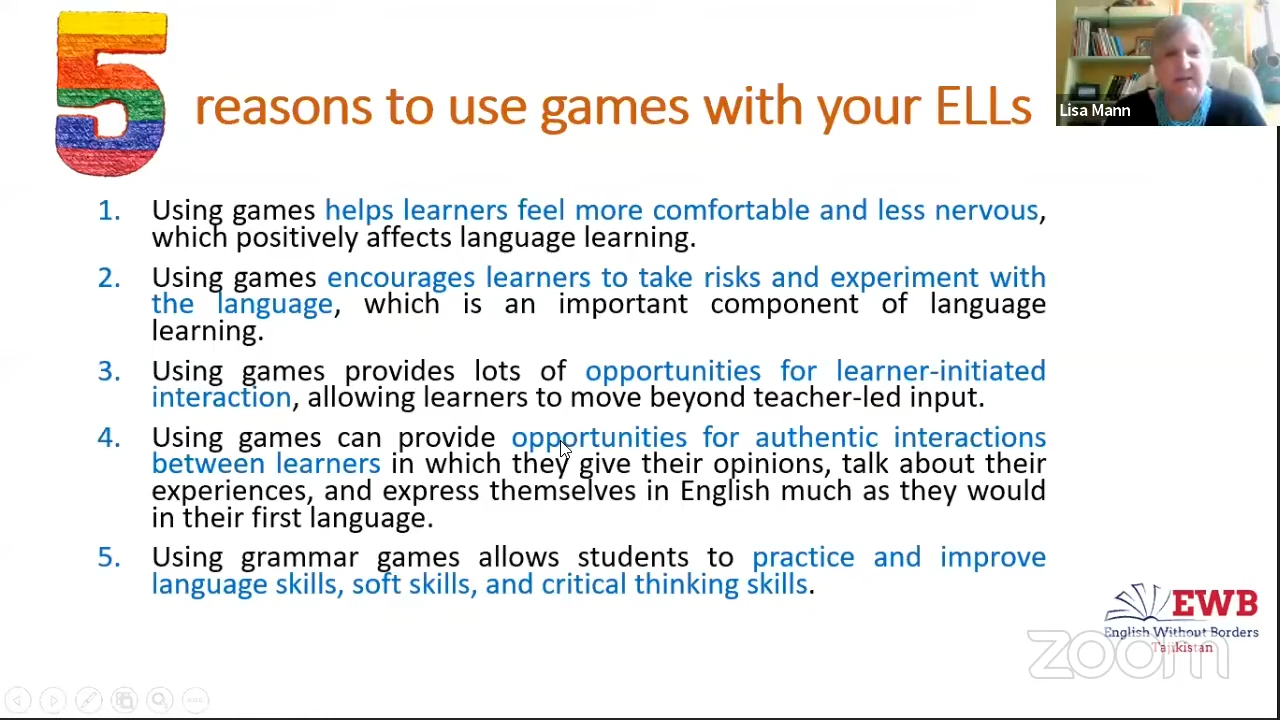 5 reasons to use games with your ELLs
Lisa Mann
1. Using games helps learners feel more comfortable and less nervous,
which positively affects language learning.
2. Using games encourages learners to take risks and experiment with
the language, which is an important component of language
learning.
3. Using games provides lots of opportunities for learner-initiated
interaction, allowing learners to move beyond teacher-led input.
4. Using games can provide opportunities for authentic interactions
between learners in which they give their opinions, talk about their
experiences, and express themselves in English much as they would
in their first language.
5. Using grammar games allows students to practice and improve
language skills, soft skills, and critical thinking skills.
EWB
English Without Borders
Tajikistan
zoom